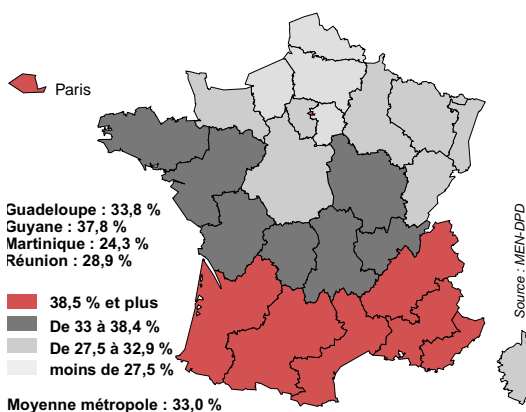 Paris
Guadeloupe : 33,8 %
Guyane : 37,8 %
Martinique : 24,3 %
Réunion : 28,9 %
38,5 % et plus
De 33 à 38,4 %
De 27,5 à 32,9 %
moins de 27,5 %
Moyenne métropole : 33,0 %
Source : MEN-DPD